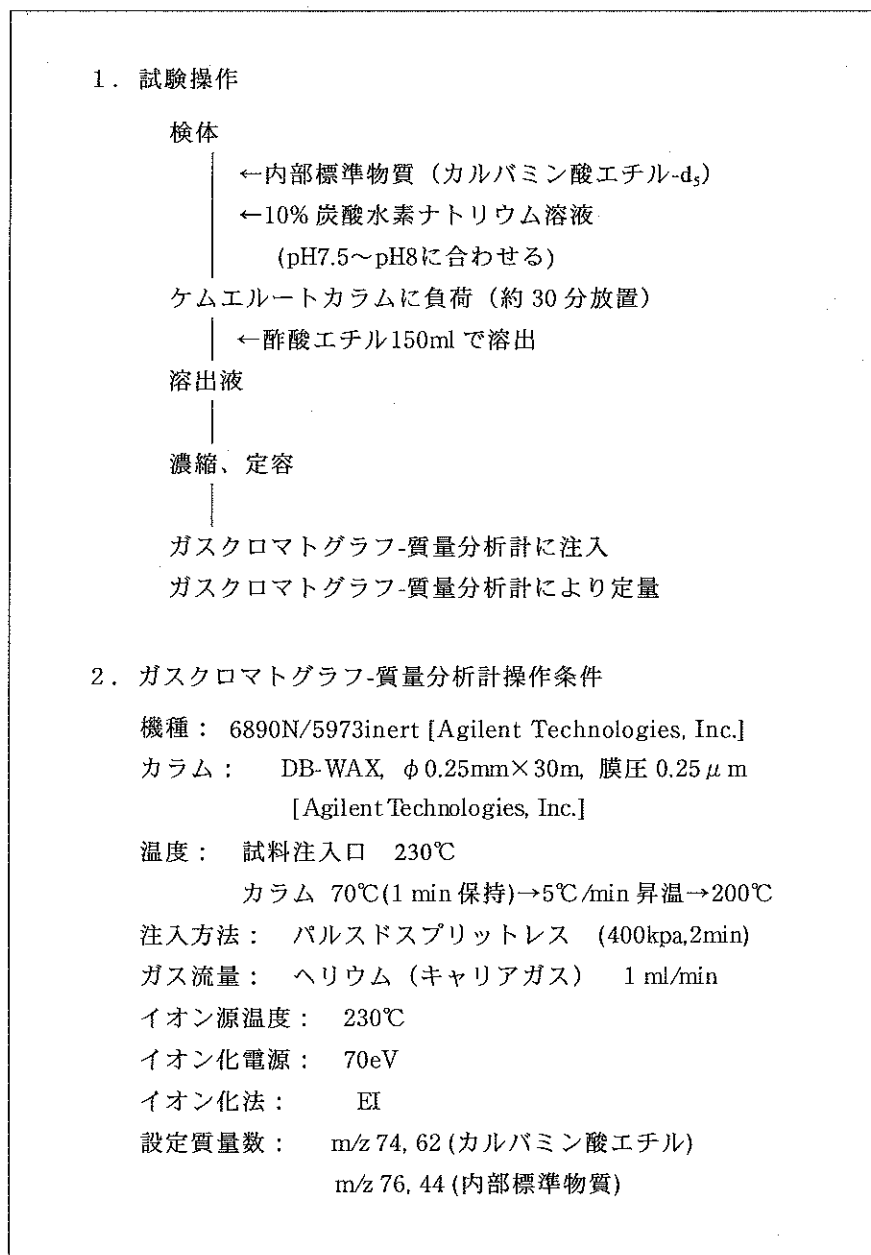 1. 試験操作
検体
←内部標準物質（カルバミン酸エチル-d₅）
←10% 炭酸水素ナトリウム溶液
(pH7.5～pH8に合わせる)
ケムエルートカラムに負荷（約 30 分放置）
←酢酸エチル150ml で溶出
溶出液
濃縮、定容
ガスクロマトグラフ-質量分析計に注入
ガスクロマトグラフ-質量分析計により定量
2. ガスクロマトグラフ-質量分析計操作条件
機種： 6890N/5973inert [Agilent Technologies, Inc.]
カラム： DB-WAX, φ0.25mm×30m, 膜圧 0.25μm
[Agilent Technologies, Inc.]
温度： 試料注入口 230℃
カラム 70℃(1 min 保持)→5℃/min 昇温→200℃
注入方法： パルスドスプリットレス (400kpa,2min)
ガス流量： ヘリウム（キャリアガス） 1 ml/min
イオン源温度： 230℃
イオン化電源： 70eV
イオン化法： EI
設定質量数： m/z 74, 62 (カルバミン酸エチル)
m/z 76, 44 (内部標準物質)